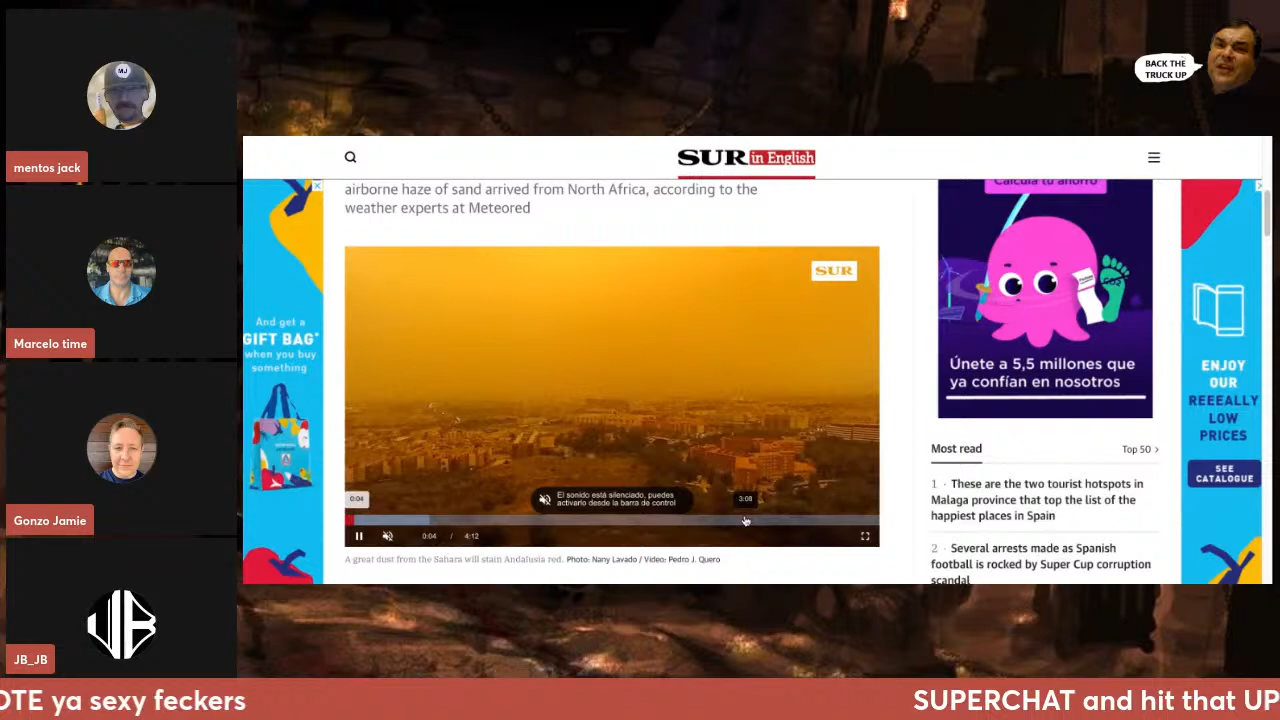 MJ
mentos jack
Marcelo time
Gonzo Jamie
JB
JB_JB
BACK THE
TRUCK UP
SUR in English
airborne haze of sand arrived from North Africa, according to the
weather experts at Meteored
SUR
0:04
El sonido está silenciado, puedes
activarlo desde la barra de control
3:08
0:04 / 4:12
A great dust from the Sahara will stain Andalusia red. Photo: Nany Lavado / Video: Pedro J. Quero
And get a
GIFT BAG*
when you buy
something
Calcula tu ahorro
Únete a 5,5 millones que
ya confían en nosotros
Most read
Top 50 >
1 · These are the two tourist hotspots in
Malaga province that top the list of the
happiest places in Spain
2 · Several arrests made as Spanish
football is rocked by Super Cup corruption
scandal
ENJOY
OUR
REEEALLY
LOW
PRICES
SEE
CATALOGUE
OTE ya sexy feckers
SUPERCHAT and hit that UP